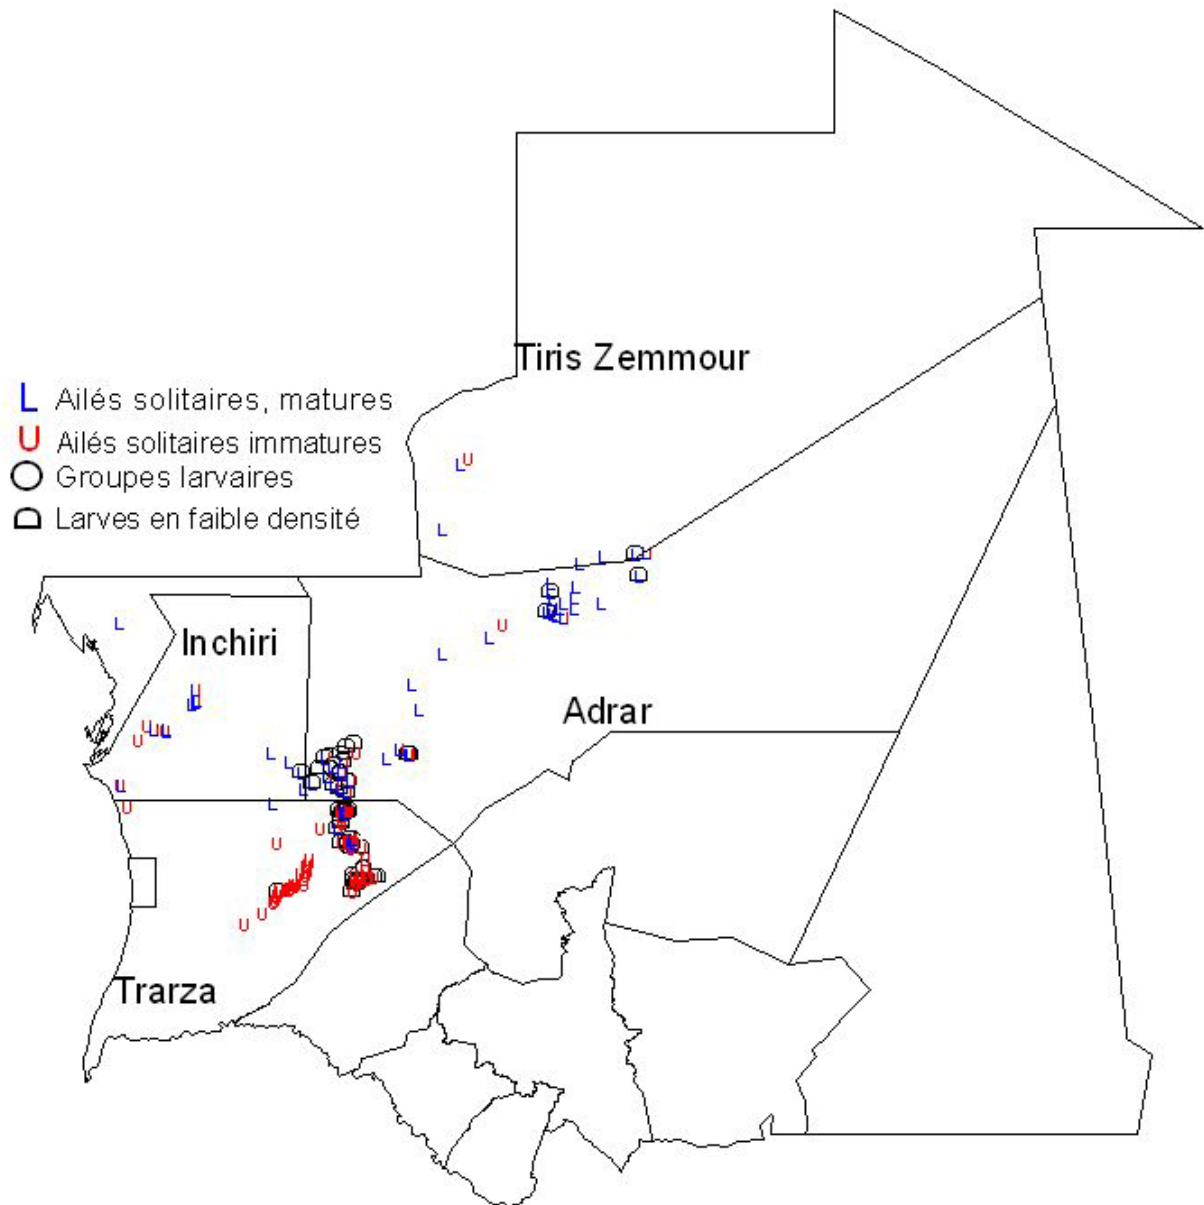 Tiris Zemmour
L Ailés solitaires, matures
U Ailés solitaires immatures
Groupes larvaires
Larves en faible densité
Inchiri
Adrar
Trarza